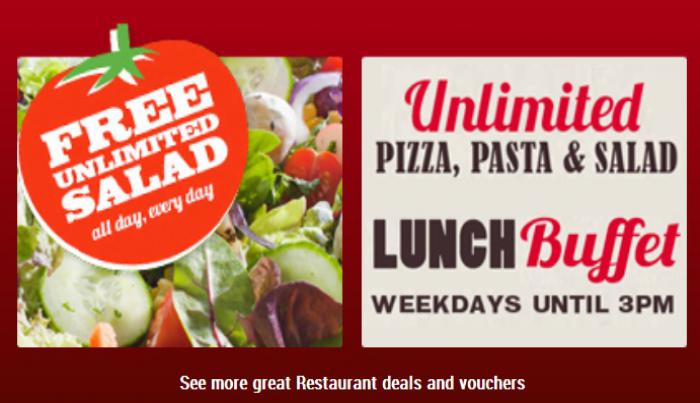 FREE
UNLIMITED
SALAD
all day, every day
Unlimited
PIZZA, PASTA & SALAD
LUNCH Buffet
WEEKDAYS UNTIL 3PM
See more great Restaurant deals and vouchers